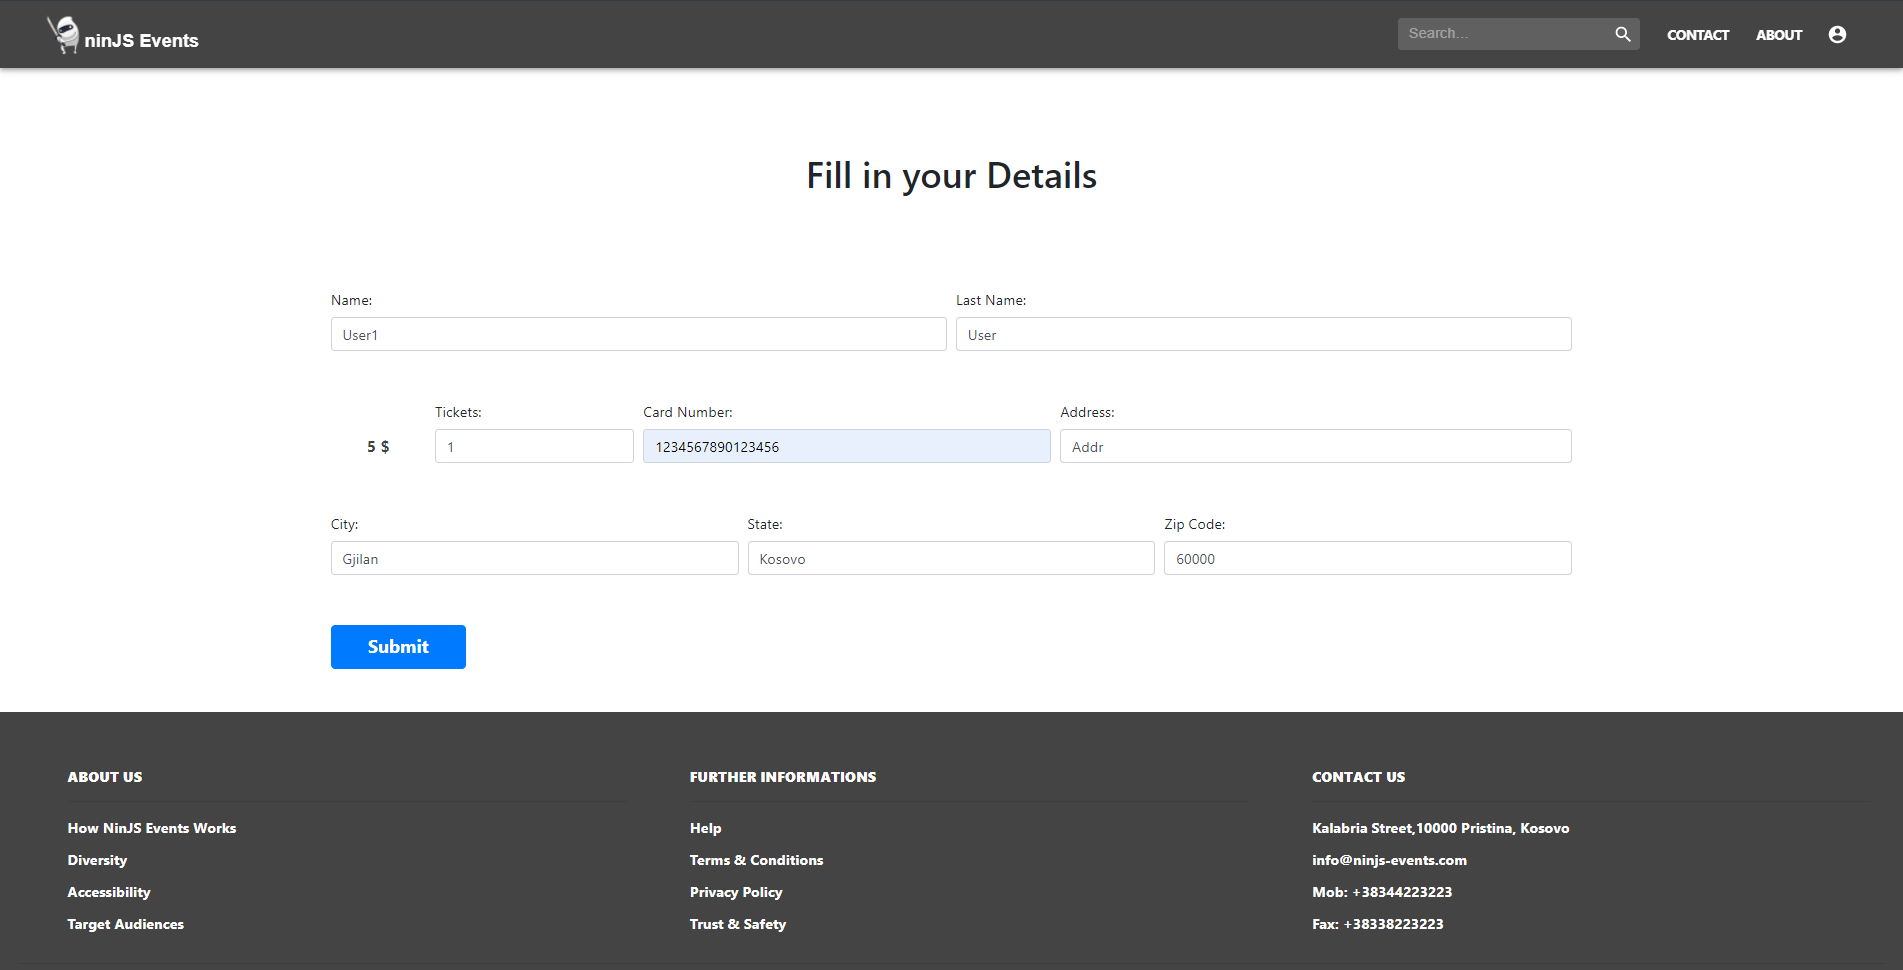 ninJS Events
Search...
CONTACT
ABOUT
Fill in your Details
Name:
Last Name:
User1
User
Tickets:
Card Number:
Address:
5 $
1
1234567890123456
Addr
City:
State:
Zip Code:
Gjilan
Kosovo
60000
Submit
ABOUT US
How NinJS Events Works
Diversity
Accessibility
Target Audiences
FURTHER INFORMATIONS
Help
Terms & Conditions
Privacy Policy
Trust & Safety
CONTACT US
Kalabria Street,10000 Pristina, Kosovo
info@ninjs-events.com
Mob: +38344223223
Fax: +38338223223